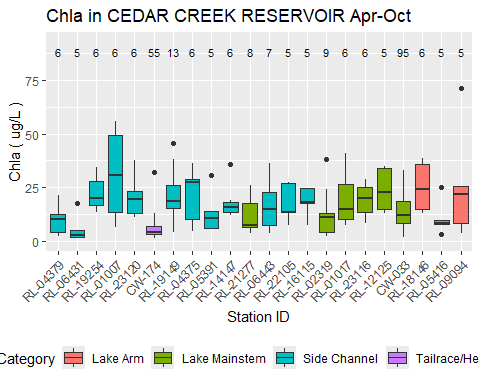 Chla in CEDAR CREEK RESERVOIR Apr-Oct
6 5 6 6 6 55 13 6 5 6 8 7 5 5 9 6 6 5 95 6 5 5
75
50
25
0
Chla ( ug/L )
RL-04379 RL-06431 RL-19254 RL-01007 RL-23120 CW-174 RL-19149 RL-04375 RL-05391 RL-14147 RL-21277 RL-06443 RL-22105 RL-16115 RL-02319 RL-01017 RL-23116 RL-12125 CW-033 RL-18146 RL-05416 RL-09094
Station ID
Category Lake Arm Lake Mainstem Side Channel Tailrace/He